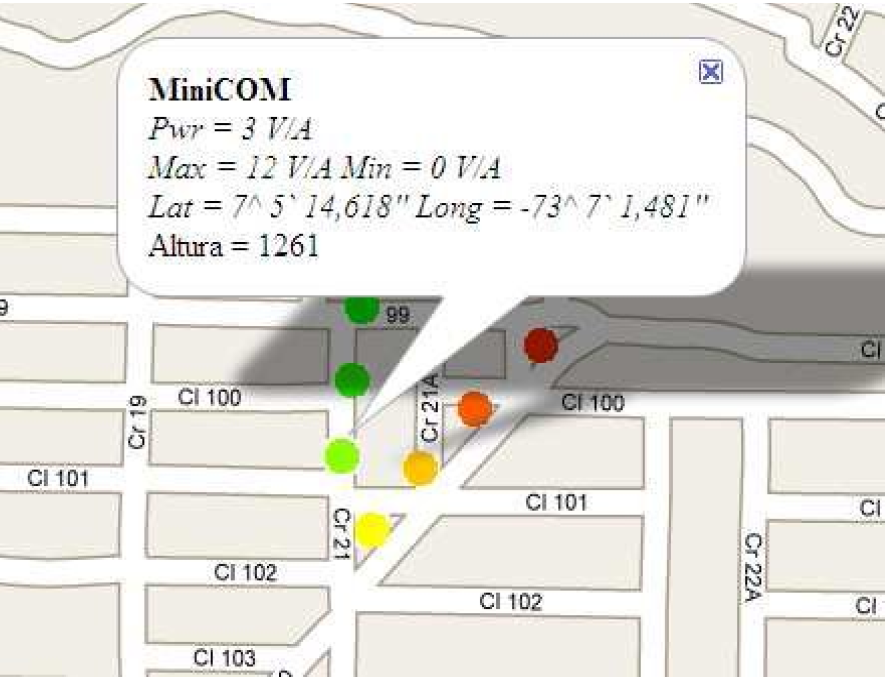 Cr 22
MiniCOM
Pwr = 3 V/A
Max = 12 V/A Min = 0 V/A
Lat = 7^ 5` 14,618" Long = -73^ 7` 1,481"
Altura = 1261
9
99
Cl
Cl 100
Cr 19
Cr 21A
Cl 100
Cl 101
Cl 101
Cl
Cr 21
Cr 22A
Cl 102
Cl 102
Cl
Cl 103